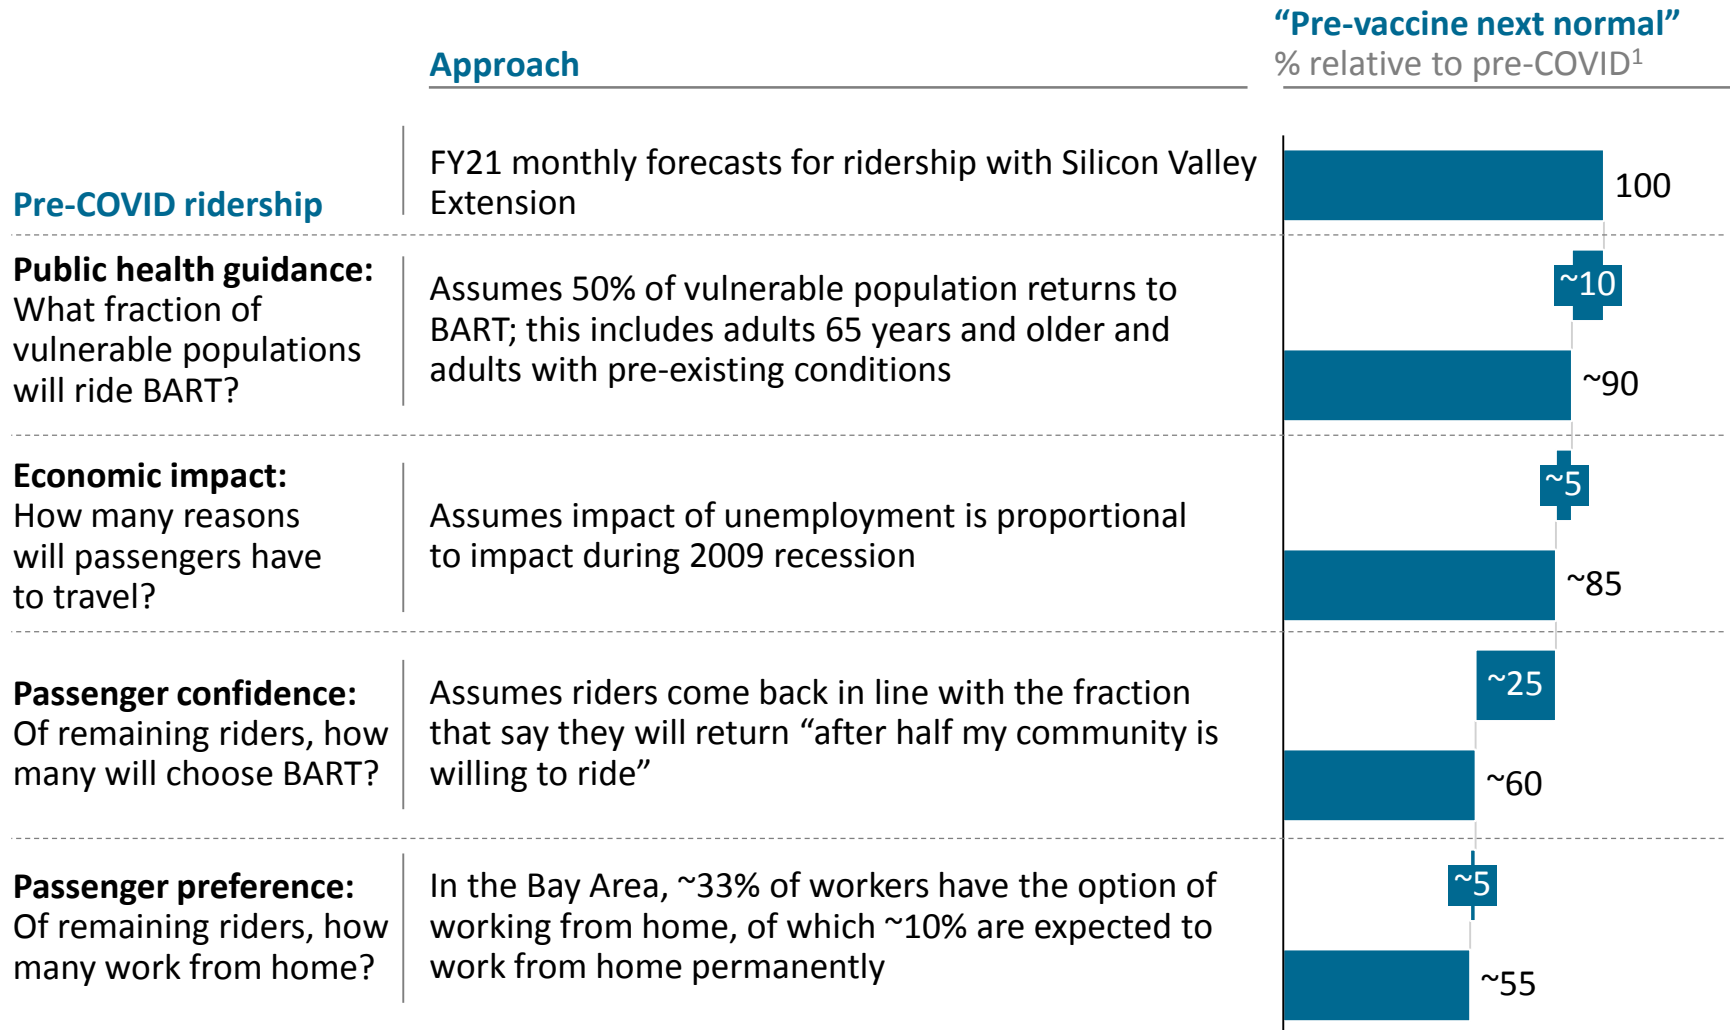 “Pre-vaccine next normal”
Approach
% relative to pre-COVID1
Pre-COVID ridership
FY21 monthly forecasts for ridership with Silicon Valley
Extension
100
Public health guidance:
What fraction of
vulnerable populations
will ride BART?
Assumes 50% of vulnerable population returns to
BART; this includes adults 65 years and older and
adults with pre-existing conditions
~10
~90
Economic impact:
How many reasons
will passengers have
to travel?
Assumes impact of unemployment is proportional
to impact during 2009 recession
~5
~85
Passenger confidence:
Of remaining riders, how
many will choose BART?
Assumes riders come back in line with the fraction
that say they will return “after half my community is
willing to ride”
~25
~60
Passenger preference:
Of remaining riders, how
many work from home?
In the Bay Area, ~33% of workers have the option of
working from home, of which ~10% are expected to
work from home permanently
~5
~55